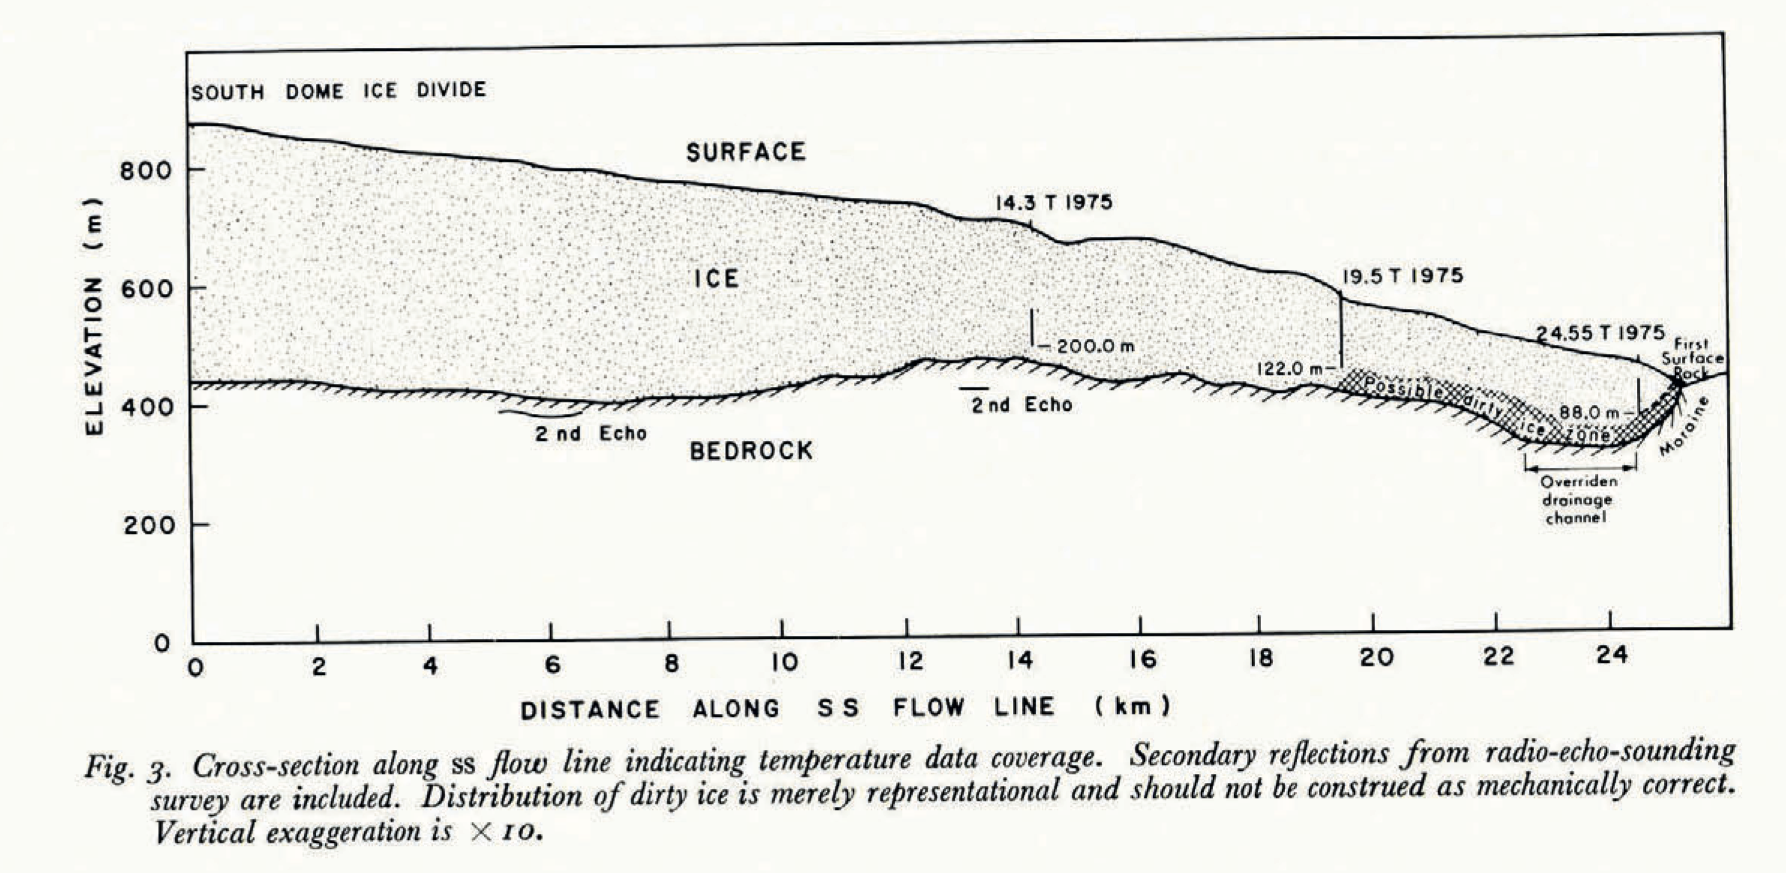 SOUTH DOME ICE DIVIDE
SURFACE
14.3 T 1975
ICE
19.5 T 1975
24.55 T 1975
First
Surface
Rock
200.0 m
122.0 m
Possible dirty ice zone
88.0 m
Moraine
2nd Echo
2nd Echo
BEDROCK
Overriden
drainage
channel
ELEVATION (m)
800
600
400
200
0
0 2 4 6 8 10 12 14 16 18 20 22 24
DISTANCE ALONG SS FLOW LINE (km)
Fig. 3. Cross-section along ss flow line indicating temperature data coverage. Secondary reflections from radio-echo-sounding
survey are included. Distribution of dirty ice is merely representational and should not be construed as mechanically correct.
Vertical exaggeration is × 10.